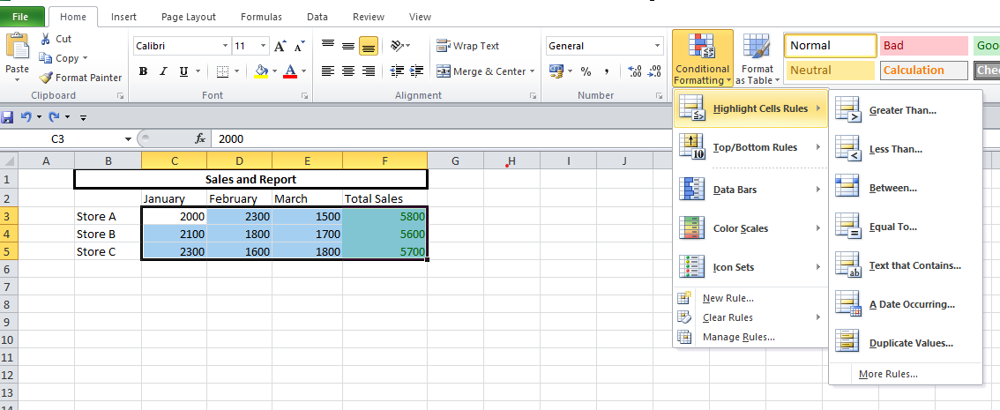 File Home Insert Page Layout Formulas Data Review View
Paste
Cut
Copy
Format Painter
Clipboard
Calibri 11 A A
B I U A
Font
Wrap Text
Merge & Center
Alignment
General
% , .00 .0
Number
Conditional Formatting
Format as Table
Normal Bad Goo
Neutral Calculation Che
C3 fx 2000
A B C D E F G H I J
1 Sales and Report
2 January February March Total Sales
3 Store A 2000 2300 1500 5800
4 Store B 2100 1800 1700 5600
5 Store C 2300 1600 1800 5700
6
7
8
9
10
11
12
13
14
Highlight Cells Rules
Top/Bottom Rules
Data Bars
Color Scales
Icon Sets
New Rule...
Clear Rules
Manage Rules...
Greater Than...
Less Than...
Between...
Equal To...
Text that Contains...
A Date Occurring...
Duplicate Values...
More Rules...